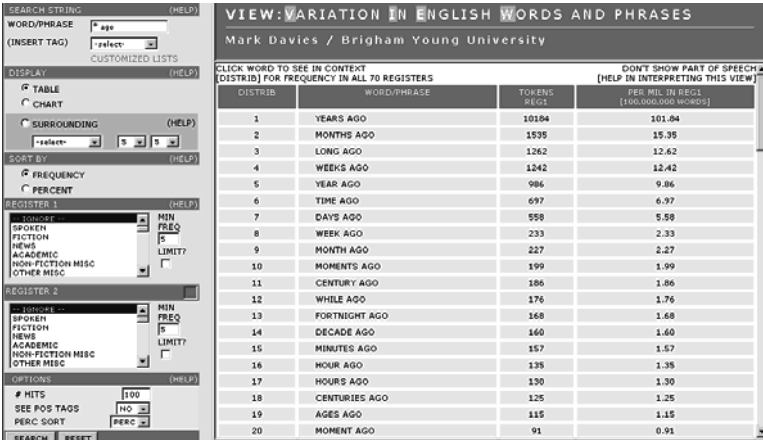 SEARCH STRING (HELP)
WORD/PHRASE * ago
(INSERT TAG) -select-
CUSTOMIZED LISTS
DISPLAY (HELP)
TABLE
CHART
SURROUNDING (HELP)
-select- 5 5
SORT BY (HELP)
FREQUENCY
PERCENT
REGISTER 1 (HELP)
-- IGNORE --
SPOKEN
FICTION
NEWS
ACADEMIC
NON-FICTION MISC
OTHER MISC
MIN
FREQ
5
LIMIT?
REGISTER 2
-- IGNORE --
SPOKEN
FICTION
NEWS
ACADEMIC
NON-FICTION MISC
OTHER MISC
MIN
FREQ
5
LIMIT?
OPTIONS (HELP)
# HITS 100
SEE POS TAGS NO
PERC SORT PERC
SEARCH RESET
VIEW: VARIATION IN ENGLISH WORDS AND PHRASES
Mark Davies / Brigham Young University
CLICK WORD TO SEE IN CONTEXT DON'T SHOW PART OF SPEECH
[DISTRIB] FOR FREQUENCY IN ALL 70 REGISTERS [HELP IN INTERPRETING THIS VIEW]
DISTRIB WORD/PHRASE TOKENS REG1 PER MIL IN REG1 [100,000,000 WORDS]
1 YEARS AGO 10184 101.84
2 MONTHS AGO 1535 15.35
3 LONG AGO 1262 12.62
4 WEEKS AGO 1242 12.42
5 YEAR AGO 986 9.86
6 TIME AGO 697 6.97
7 DAYS AGO 558 5.58
8 WEEK AGO 233 2.33
9 MONTH AGO 227 2.27
10 MOMENTS AGO 199 1.99
11 CENTURY AGO 186 1.86
12 WHILE AGO 176 1.76
13 FORTNIGHT AGO 168 1.68
14 DECADE AGO 160 1.60
15 MINUTES AGO 157 1.57
16 HOUR AGO 135 1.35
17 HOURS AGO 130 1.30
18 CENTURIES AGO 125 1.25
19 AGES AGO 115 1.15
20 MOMENT AGO 91 0.91